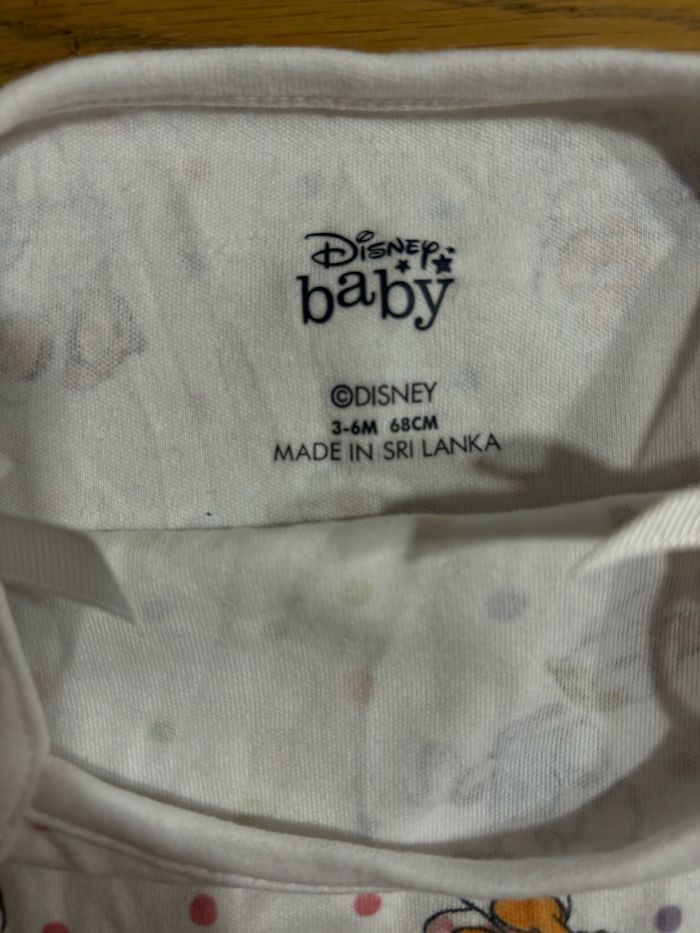 Disney
baby
©DISNEY
3-6M 68CM
MADE IN SRI LANKA